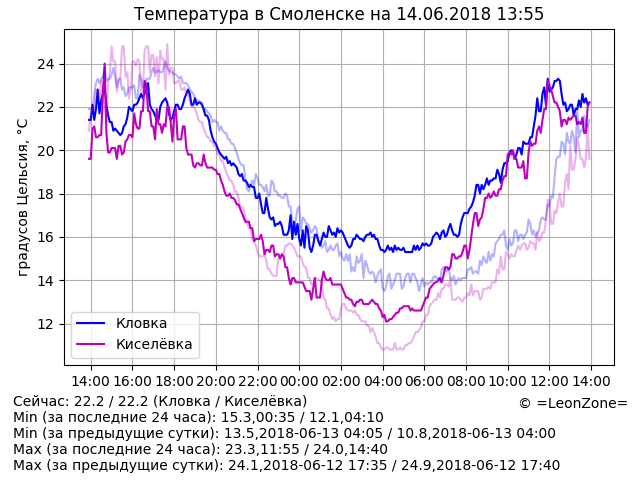 Температура в Смоленске на 14.06.2018 13:55
градусов Цельсия, °C
24
22
20
18
16
14
12
Кловка
Киселёвка
14:00 16:00 18:00 20:00 22:00 00:00 02:00 04:00 06:00 08:00 10:00 12:00 14:00
Сейчас: 22.2 / 22.2 (Кловка / Киселёвка)
© =LeonZone=
Min (за последние 24 часа): 15.3,00:35 / 12.1,04:10
Min (за предыдущие сутки): 13.5,2018-06-13 04:05 / 10.8,2018-06-13 04:00
Max (за последние 24 часа): 23.3,11:55 / 24.0,14:40
Max (за предыдущие сутки): 24.1,2018-06-12 17:35 / 24.9,2018-06-12 17:40